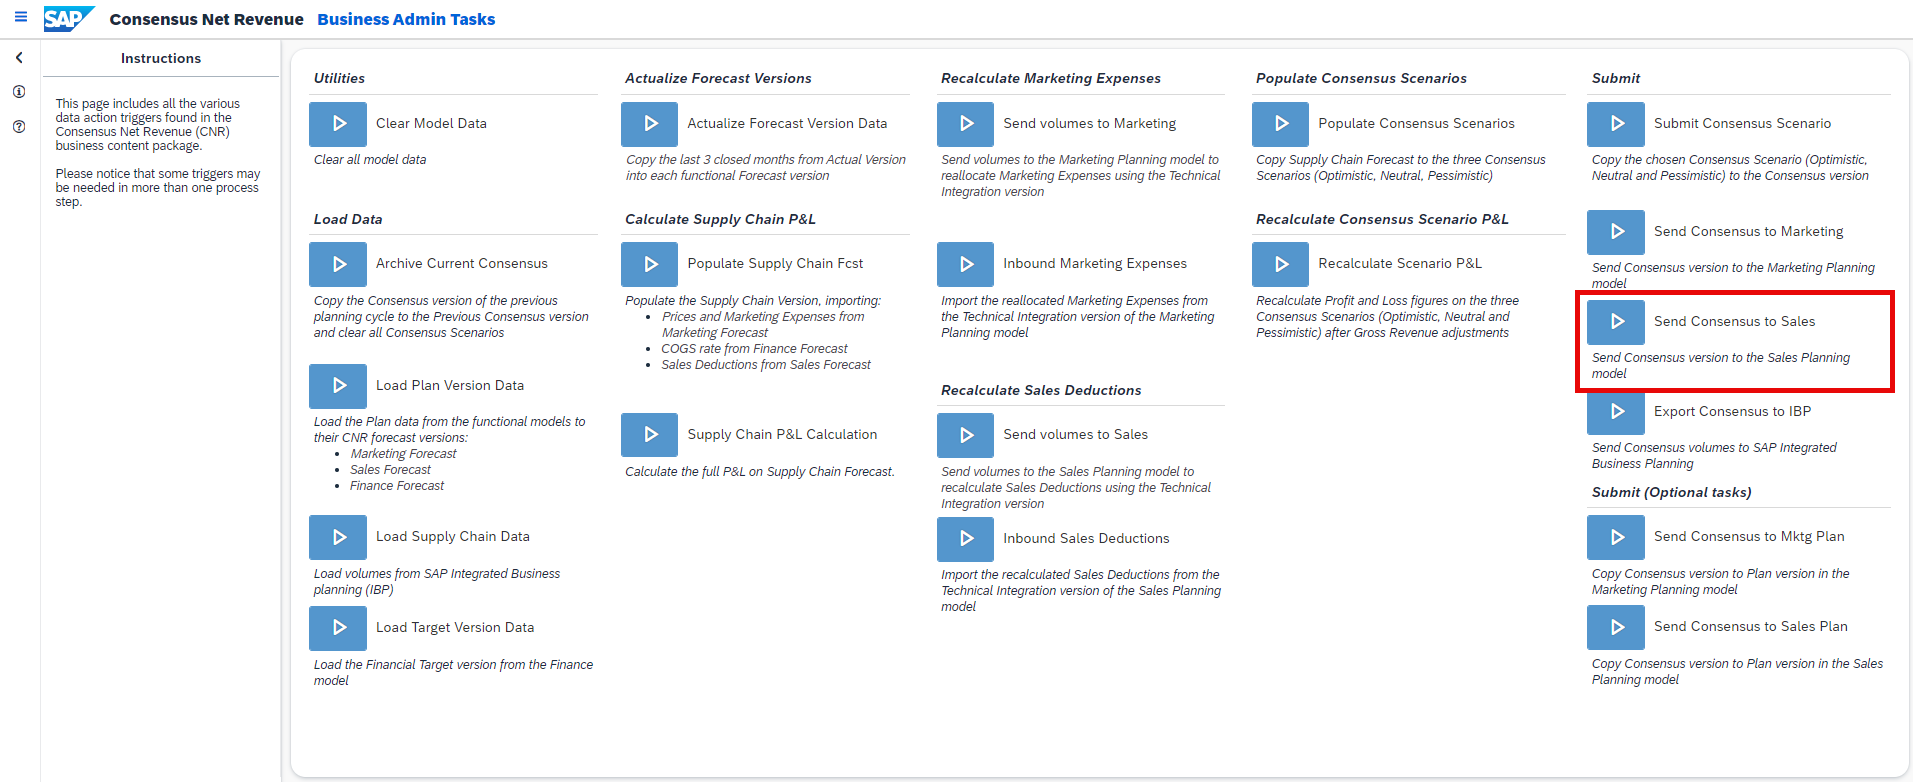 SAP Consensus Net Revenue Business Admin Tasks
Instructions
This page includes all the various
data action triggers found in the
Consensus Net Revenue (CNR)
business content package.
Please notice that some triggers may
be needed in more than one process
step.
Utilities
Clear Model Data
Clear all model data
Load Data
Archive Current Consensus
Copy the Consensus version of the previous
planning cycle to the Previous Consensus version
and clear all Consensus Scenarios
Load Plan Version Data
Load the Plan data from the functional models to
their CNR forecast versions:
• Marketing Forecast
• Sales Forecast
• Finance Forecast
Load Supply Chain Data
Load volumes from SAP Integrated Business
planning (IBP)
Load Target Version Data
Load the Financial Target version from the Finance
model
Actualize Forecast Versions
Actualize Forecast Version Data
Copy the last 3 closed months from Actual Version
into each functional Forecast version
Calculate Supply Chain P&L
Populate Supply Chain Fcst
Populate the Supply Chain Version, importing:
• Prices and Marketing Expenses from
Marketing Forecast
• COGS rate from Finance Forecast
• Sales Deductions from Sales Forecast
Supply Chain P&L Calculation
Calculate the full P&L on Supply Chain Forecast.
Recalculate Marketing Expenses
Send volumes to Marketing
Send volumes to the Marketing Planning model to
reallocate Marketing Expenses using the Technical
Integration version
Inbound Marketing Expenses
Import the reallocated Marketing Expenses from
the Technical Integration version of the Marketing
Planning model
Recalculate Sales Deductions
Send volumes to Sales
Send volumes to the Sales Planning model to
recalculate Sales Deductions using the Technical
Integration version
Inbound Sales Deductions
Import the recalculated Sales Deductions from the
Technical Integration version of the Sales Planning
model
Populate Consensus Scenarios
Populate Consensus Scenarios
Copy Supply Chain Forecast to the three Consensus
Scenarios (Optimistic, Neutral, Pessimistic)
Recalculate Consensus Scenario P&L
Recalculate Scenario P&L
Recalculate Profit and Loss figures on the three
Consensus Scenarios (Optimistic, Neutral and
Pessimistic) after Gross Revenue adjustments
Submit
Submit Consensus Scenario
Copy the chosen Consensus Scenario (Optimistic,
Neutral and Pessimistic) to the Consensus version
Send Consensus to Marketing
Send Consensus version to the Marketing Planning
model
Send Consensus to Sales
Send Consensus version to the Sales Planning
model
Export Consensus to IBP
Send Consensus volumes to SAP Integrated
Business Planning
Submit (Optional tasks)
Send Consensus to Mktg Plan
Copy Consensus version to Plan version in the
Marketing Planning model
Send Consensus to Sales Plan
Copy Consensus version to Plan version in the Sales
Planning model